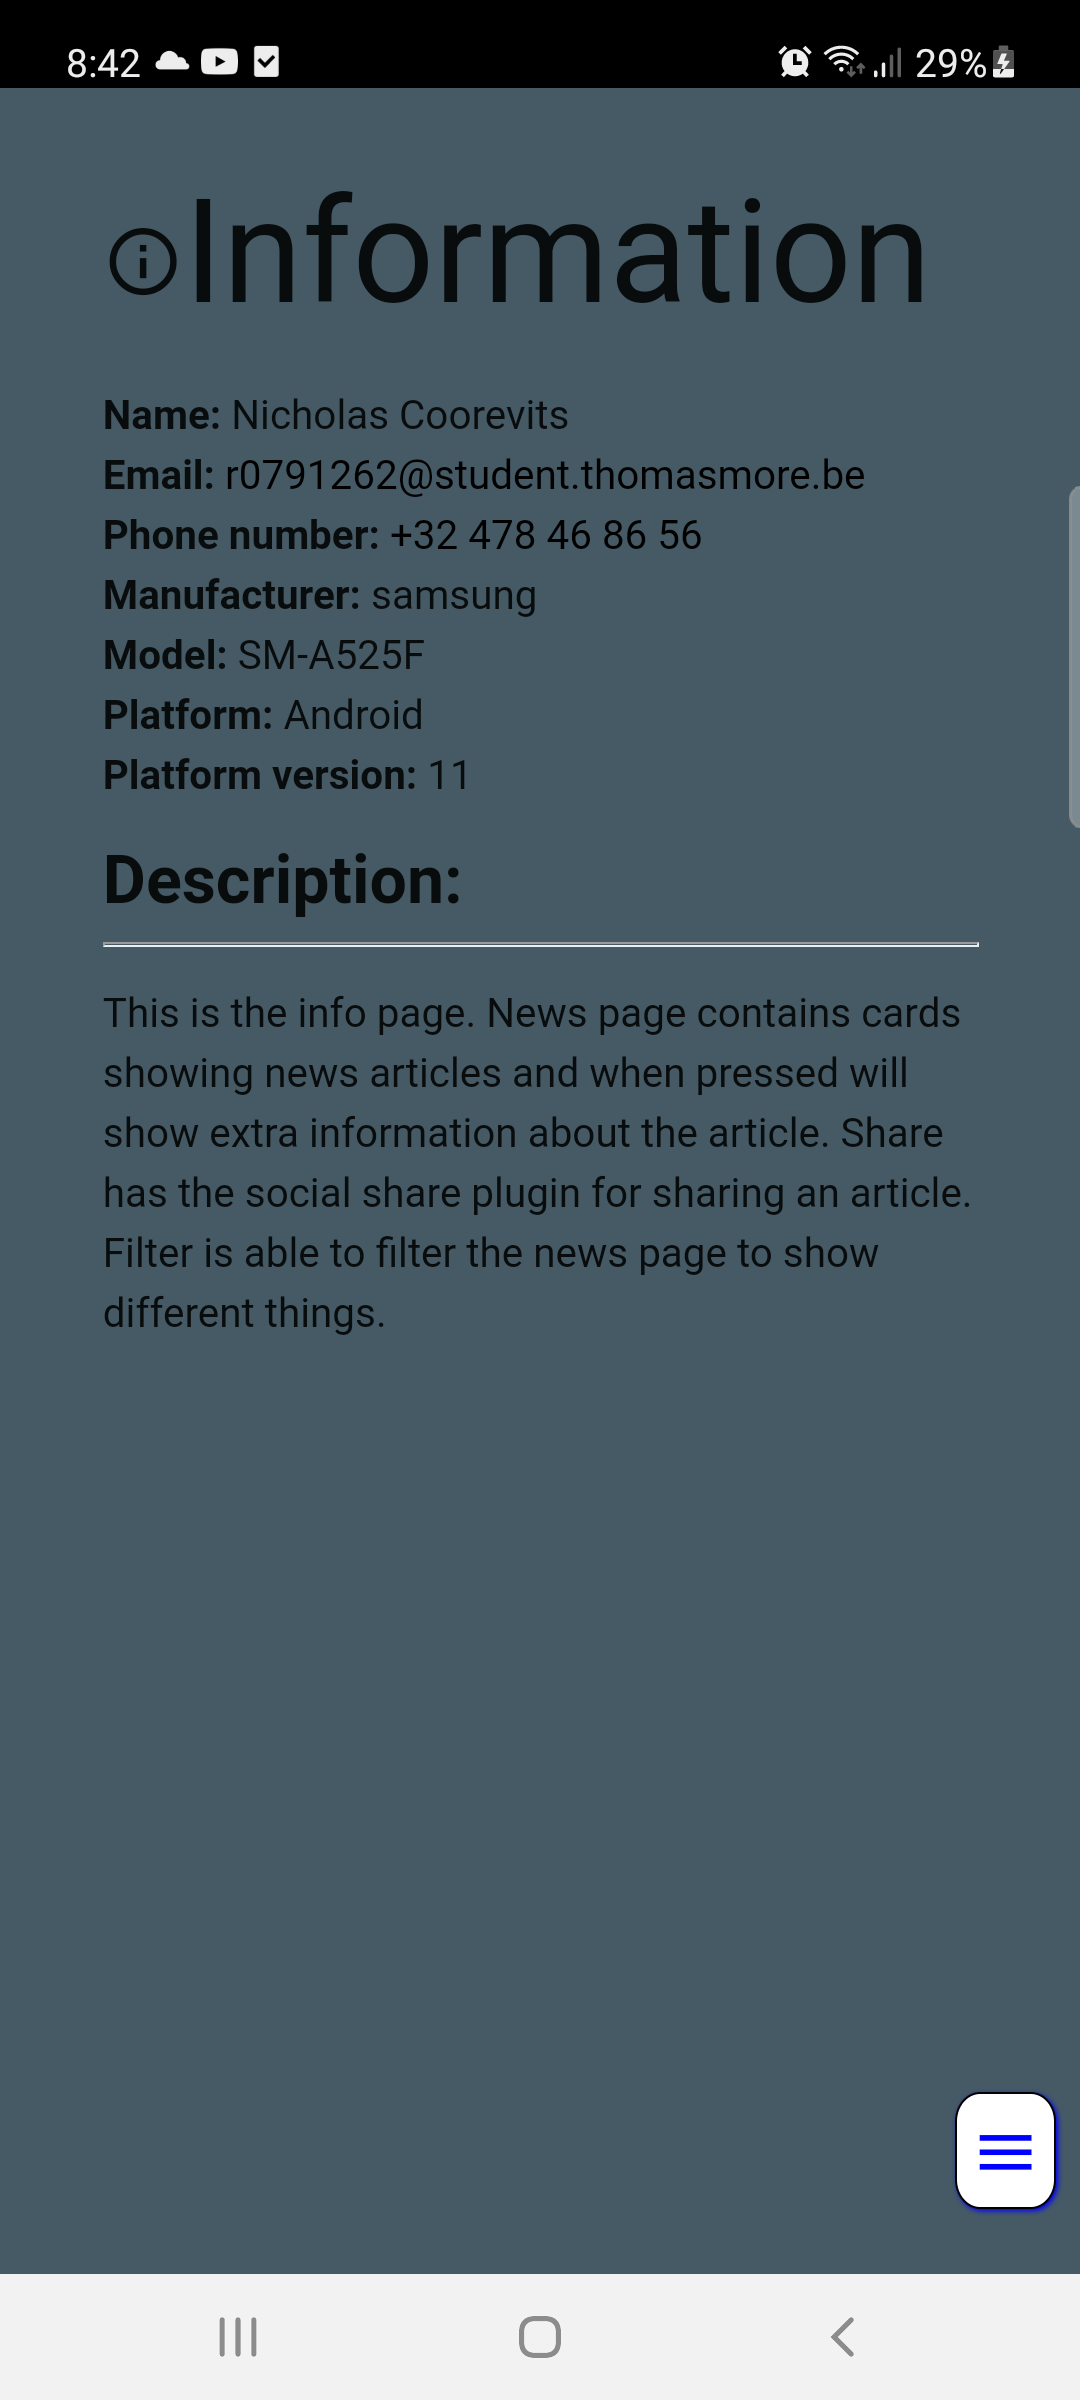 8:42 29%
Information
Name: Nicholas Coorevits
Email: r0791262@student.thomasmore.be
Phone number: +32 478 46 86 56
Manufacturer: samsung
Model: SM-A525F
Platform: Android
Platform version: 11
Description:
This is the info page. News page contains cards
showing news articles and when pressed will
show extra information about the article. Share
has the social share plugin for sharing an article.
Filter is able to filter the news page to show
different things.